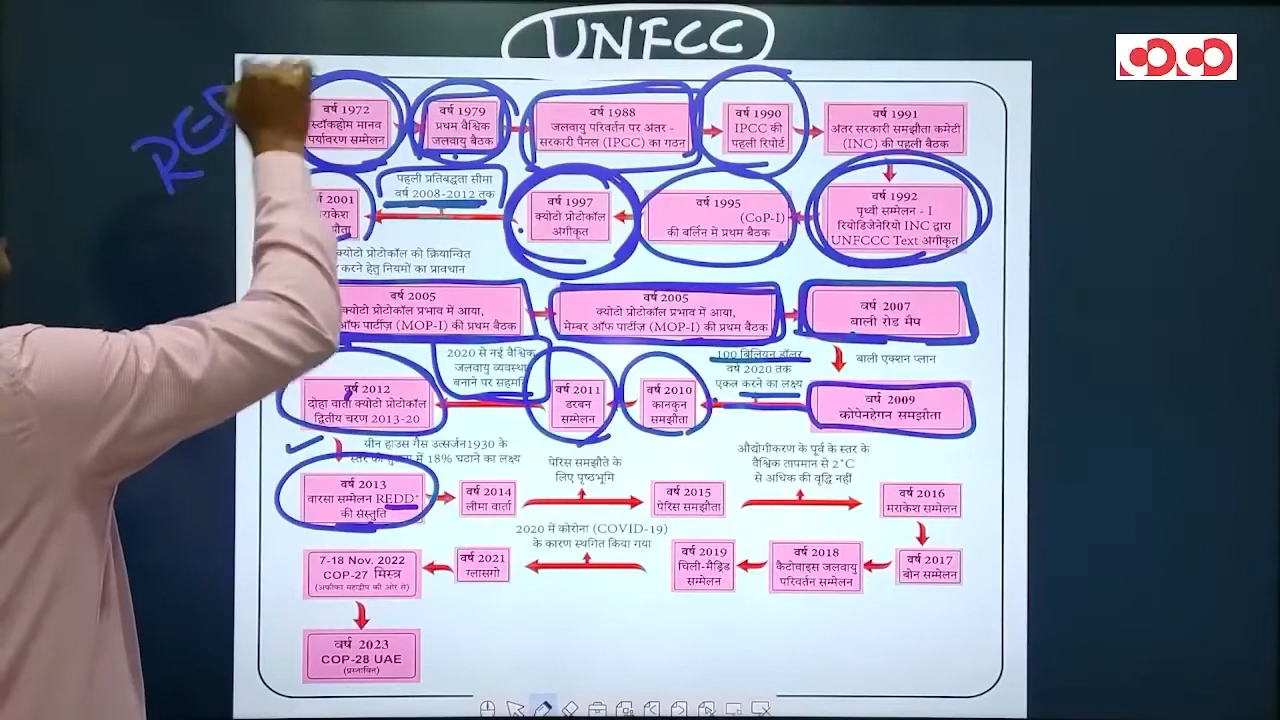 UNFCC
REDD
वर्ष 1972
स्टॉकहोम मानव
पर्यावरण सम्मेलन
वर्ष 1979
प्रथम वैश्विक
जलवायु बैठक
वर्ष 1988
जलवायु परिवर्तन पर अंतर -
सरकारी पैनल (IPCC) का गठन
वर्ष 1990
IPCC की
पहली रिपोर्ट
वर्ष 1991
अंतर सरकारी समझौता कमेटी
(INC) की पहली बैठक
2001
पहली प्रतिबद्धता सीमा
वर्ष 2008-2012 तक
वर्ष 1997
क्योटो प्रोटोकॉल
अंगीकृत
वर्ष 1995
(CoP-I)
की बर्लिन में प्रथम बैठक
वर्ष 1992
पृथ्वी सम्मेलन - I
रियोडिजेनेरियो INC द्वारा
UNFCCC Text अंगीकृत
क्योटो प्रोटोकॉल को क्रियान्वित
करने हेतु नियमों का प्रावधान
वर्ष 2005
क्योटो प्रोटोकॉल प्रभाव में आया,
ऑफ पार्टीज़ (MOP-I) की प्रथम बैठक
वर्ष 2005
क्योटो प्रोटोकॉल प्रभाव में आया,
मेम्बर ऑफ पार्टीज़ (MOP-I) की प्रथम बैठक
वर्ष 2007
बाली रोड मैप
2020 से नई वैश्विक
जलवायु व्यवस्था
बनाने पर सहमति
100 बिलियन डॉलर
वर्ष 2020 तक
एकल करने का लक्ष्य
बाली एक्शन प्लान
वर्ष 2012
दोहा वार्ता क्योटो प्रोटोकॉल
द्वितीय चरण 2013-20
वर्ष 2011
डरबन
सम्मेलन
वर्ष 2010
कानकुन
समझौता
वर्ष 2009
कोपेनहेगन समझौता
ग्रीन हाउस गैस उत्सर्जन1930 के
स्तर की तुलना में 18% घटाने का लक्ष्य
पेरिस समझौते के
लिए पृष्ठभूमि
औद्योगीकरण के पूर्व के स्तर के
वैश्विक तापमान से 2°C
से अधिक की वृद्धि नहीं
वर्ष 2013
वारसा सम्मेलन REDD+
की संस्तुति
वर्ष 2014
लीमा वार्ता
वर्ष 2015
पेरिस समझौता
वर्ष 2016
मराकेश सम्मेलन
2020 में कोरोना (COVID-19)
के कारण स्थगित किया गया
7-18 Nov. 2022
COP-27 मिस्त्र
(अफ्रीका महाद्वीप की ओर से)
वर्ष 2021
ग्लासगो
वर्ष 2019
चिली-मैड्रिड
सम्मेलन
वर्ष 2018
कैटोवाइस जलवायु
परिवर्तन सम्मेलन
वर्ष 2017
बोन सम्मेलन
वर्ष 2023
COP-28 UAE
(प्रस्तावित)